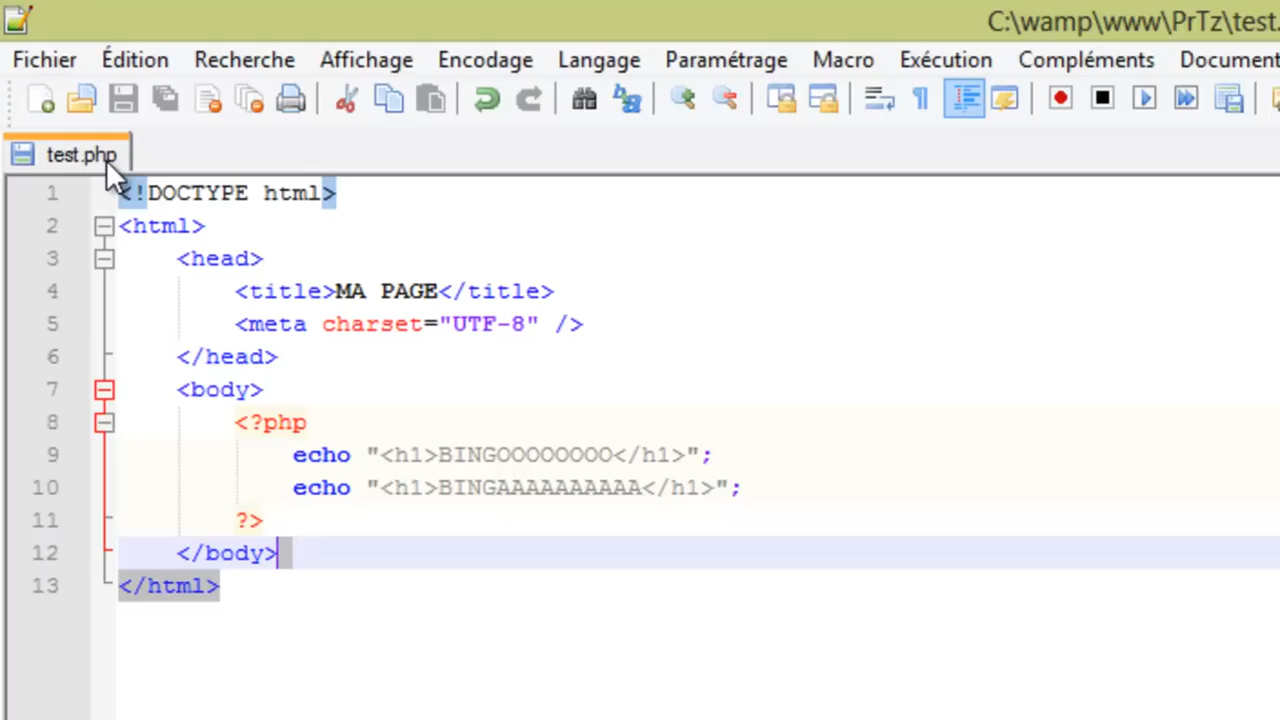 C:\wamp\www\PrTz\test.
Fichier Édition Recherche Affichage Encodage Langage Paramétrage Macro Exécution Compléments Document
test.php
1 <!DOCTYPE html>
2 <html>
3 <head>
4 <title>MA PAGE</title>
5 <meta charset="UTF-8" />
6 </head>
7 <body>
8 <?php
9 echo "<h1>BINGOOOOOOOO</h1>";
10 echo "<h1>BINGAAAAAAAAAA</h1>";
11 ?>
12 </body>
13 </html>